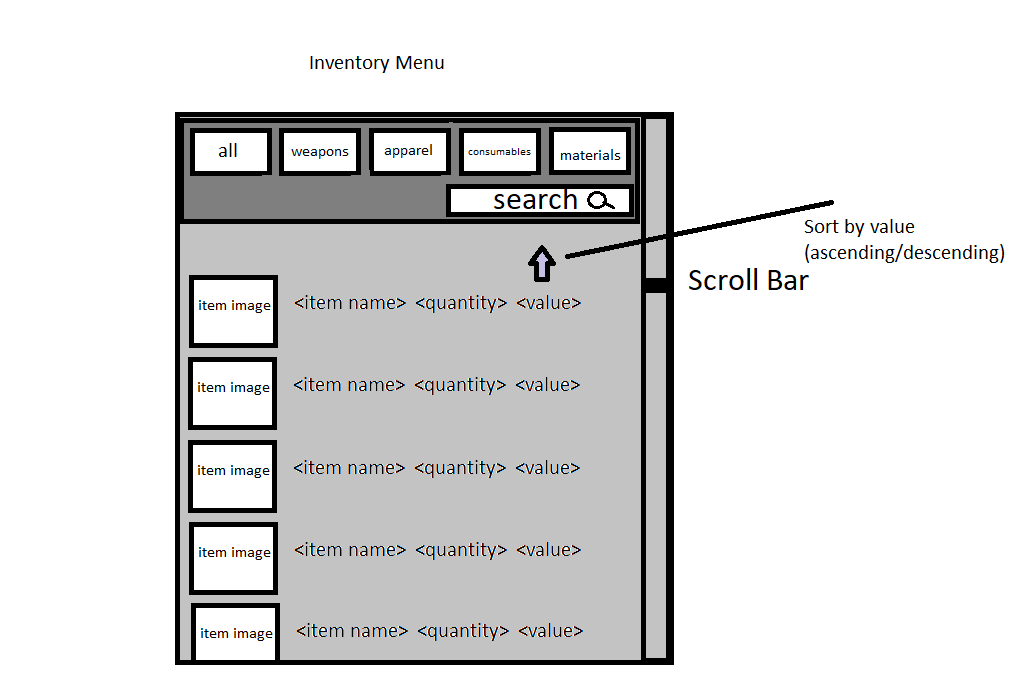 Inventory Menu
all
weapons
apparel
consumables
materials
search
Sort by value
(ascending/descending)
Scroll Bar
item image <item name> <quantity> <value>
item image <item name> <quantity> <value>
item image <item name> <quantity> <value>
item image <item name> <quantity> <value>
item image <item name> <quantity> <value>